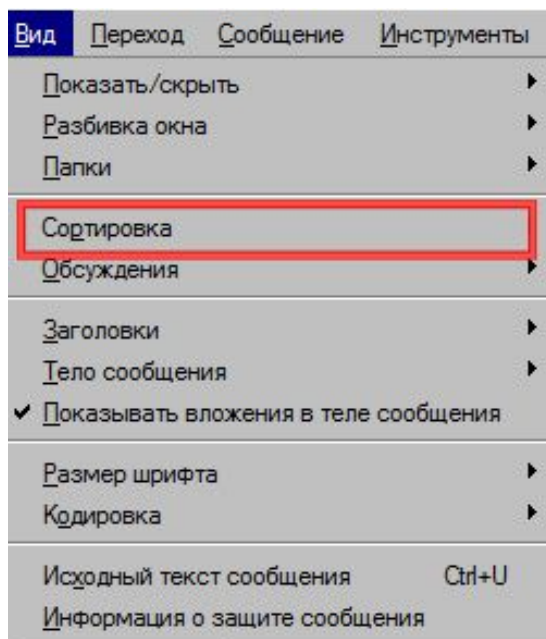 Вид Переход Сообщение Инструменты
Показать/скрыть
Разбивка окна
Папки
Сортировка
Обсуждения
Заголовки
Тело сообщения
Показывать вложения в теле сообщения
Размер шрифта
Кодировка
Исходный текст сообщения Ctrl+U
Информация о защите сообщения